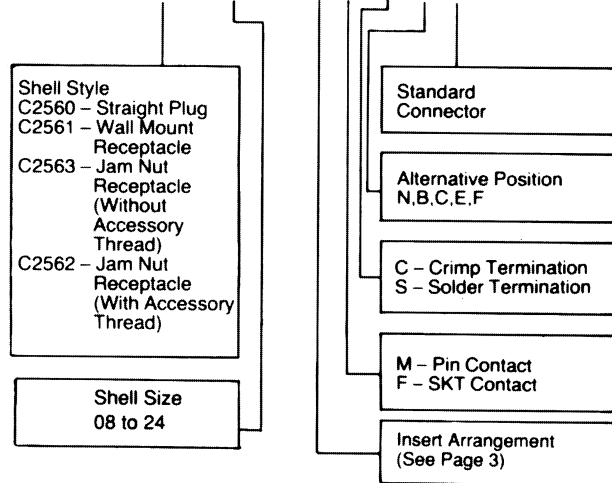 Shell Style
C2560 – Straight Plug
C2561 – Wall Mount
Receptacle
C2563 – Jam Nut
Receptacle
(Without
Accessory
Thread)
C2562 – Jam Nut
Receptacle
(With Accessory
Thread)
Shell Size
08 to 24
Standard
Connector
Alternative Position
N,B,C,E,F
C – Crimp Termination
S – Solder Termination
M – Pin Contact
F – SKT Contact
Insert Arrangement
(See Page 3)